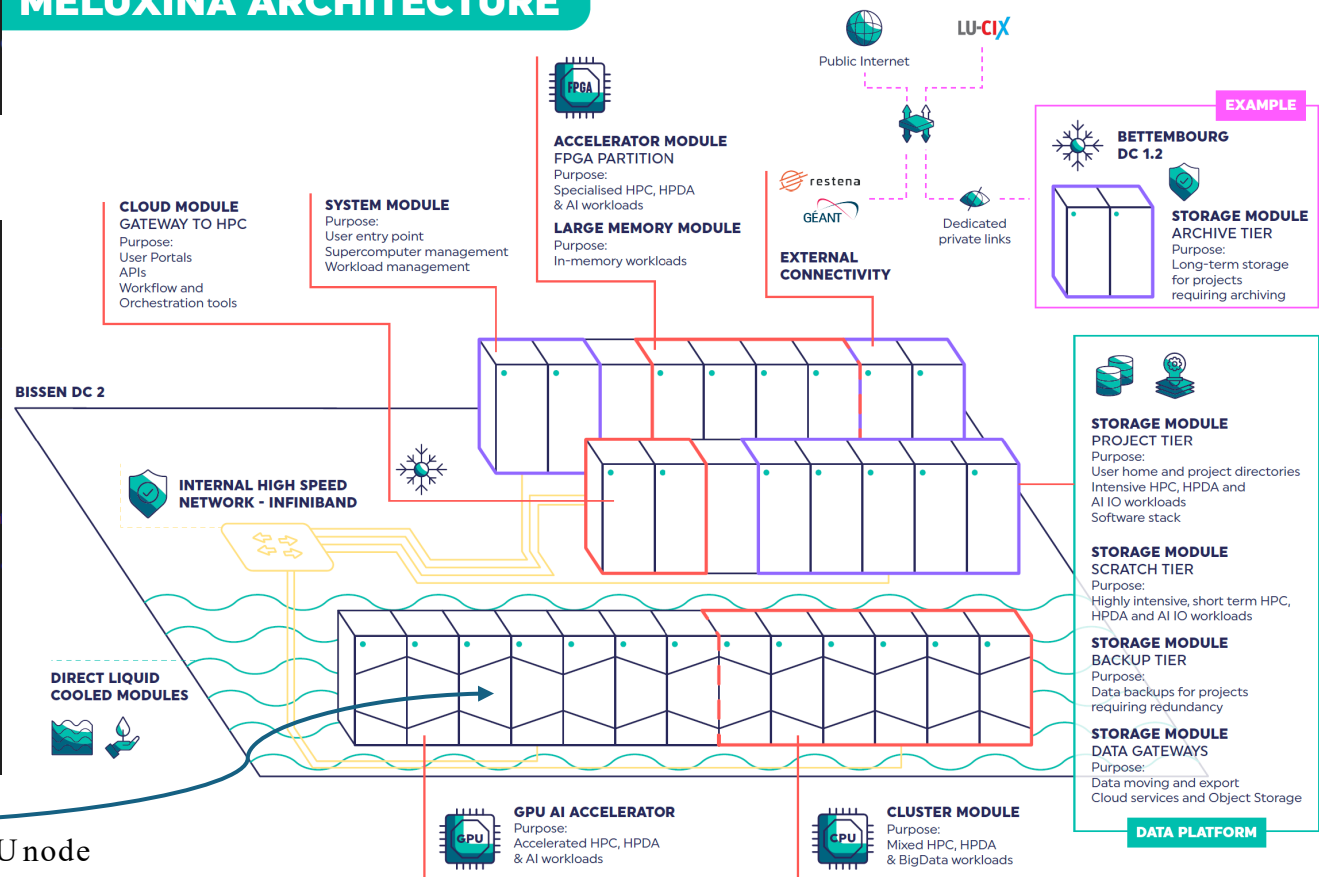 MELUXINA ARCHITECTURE
Public Internet
LU-CIX
EXAMPLE
BETTEMBOURG
DC 1.2
STORAGE MODULE
ARCHIVE TIER
Purpose:
Long-term storage
for projects
requiring archiving
FPGA
ACCELERATOR MODULE
FPGA PARTITION
Purpose:
Specialised HPC, HPDA
& AI workloads
LARGE MEMORY MODULE
Purpose:
In-memory workloads
restena
GÉANT
Dedicated
private links
EXTERNAL
CONNECTIVITY
CLOUD MODULE
GATEWAY TO HPC
Purpose:
User Portals
APIs
Workflow and
Orchestration tools
SYSTEM MODULE
Purpose:
User entry point
Supercomputer management
Workload management
BISSEN DC 2
INTERNAL HIGH SPEED
NETWORK - INFINIBAND
DIRECT LIQUID
COOLED MODULES
STORAGE MODULE
PROJECT TIER
Purpose:
User home and project directories
Intensive HPC, HPDA and
AI IO workloads
Software stack
STORAGE MODULE
SCRATCH TIER
Purpose:
Highly intensive, short term HPC,
HPDA and AI IO workloads
STORAGE MODULE
BACKUP TIER
Purpose:
Data backups for projects
requiring redundancy
STORAGE MODULE
DATA GATEWAYS
Purpose:
Data moving and export
Cloud services and Object Storage
DATA PLATFORM
GPU
GPU AI ACCELERATOR
Purpose:
Accelerated HPC, HPDA
& AI workloads
CPU
CLUSTER MODULE
Purpose:
Mixed HPC, HPDA
& BigData workloads
U node